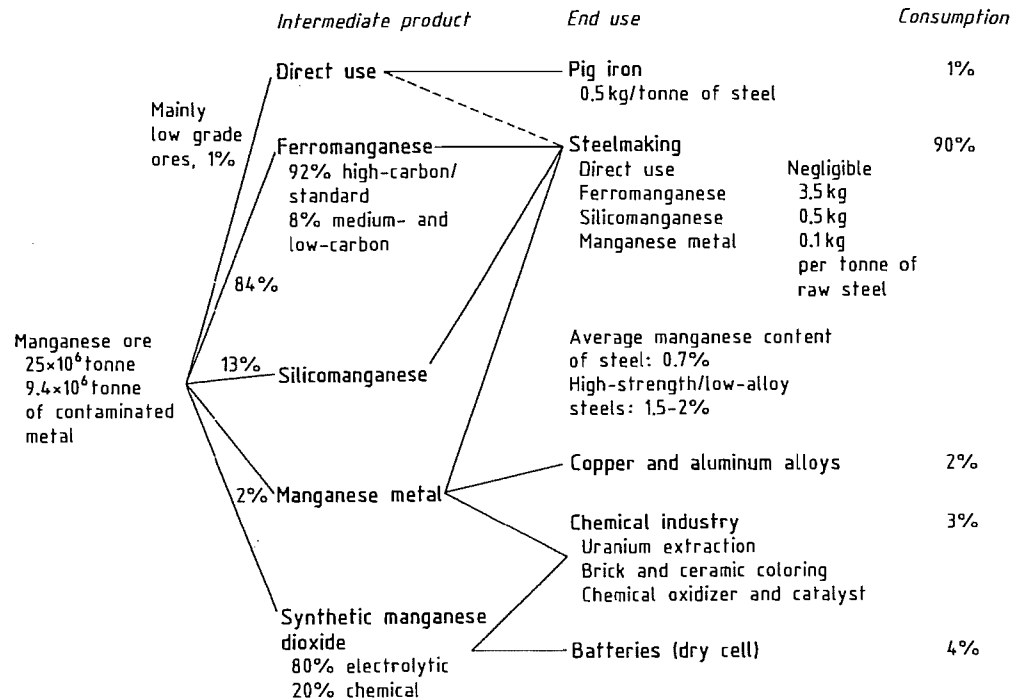 Intermediate product
End use
Consumption
Direct use
Pig iron
0.5 kg/tonne of steel
1%
Mainly
low grade
ores, 1%
Ferromanganese
92% high-carbon/
standard
8% medium- and
low-carbon
Steelmaking
90%
Direct use Negligible
Ferromanganese 3.5 kg
Silicomanganese 0.5 kg
Manganese metal 0.1 kg
per tonne of
raw steel
84%
Manganese ore
25×10⁶ tonne
9.4×10⁶ tonne
of contaminated
metal
13%
Silicomanganese
Average manganese content
of steel: 0.7%
High-strength/low-alloy
steels: 1.5–2%
2%
Manganese metal
Copper and aluminum alloys
2%
Chemical industry
3%
Uranium extraction
Brick and ceramic coloring
Chemical oxidizer and catalyst
Synthetic manganese
dioxide
80% electrolytic
20% chemical
Batteries (dry cell)
4%